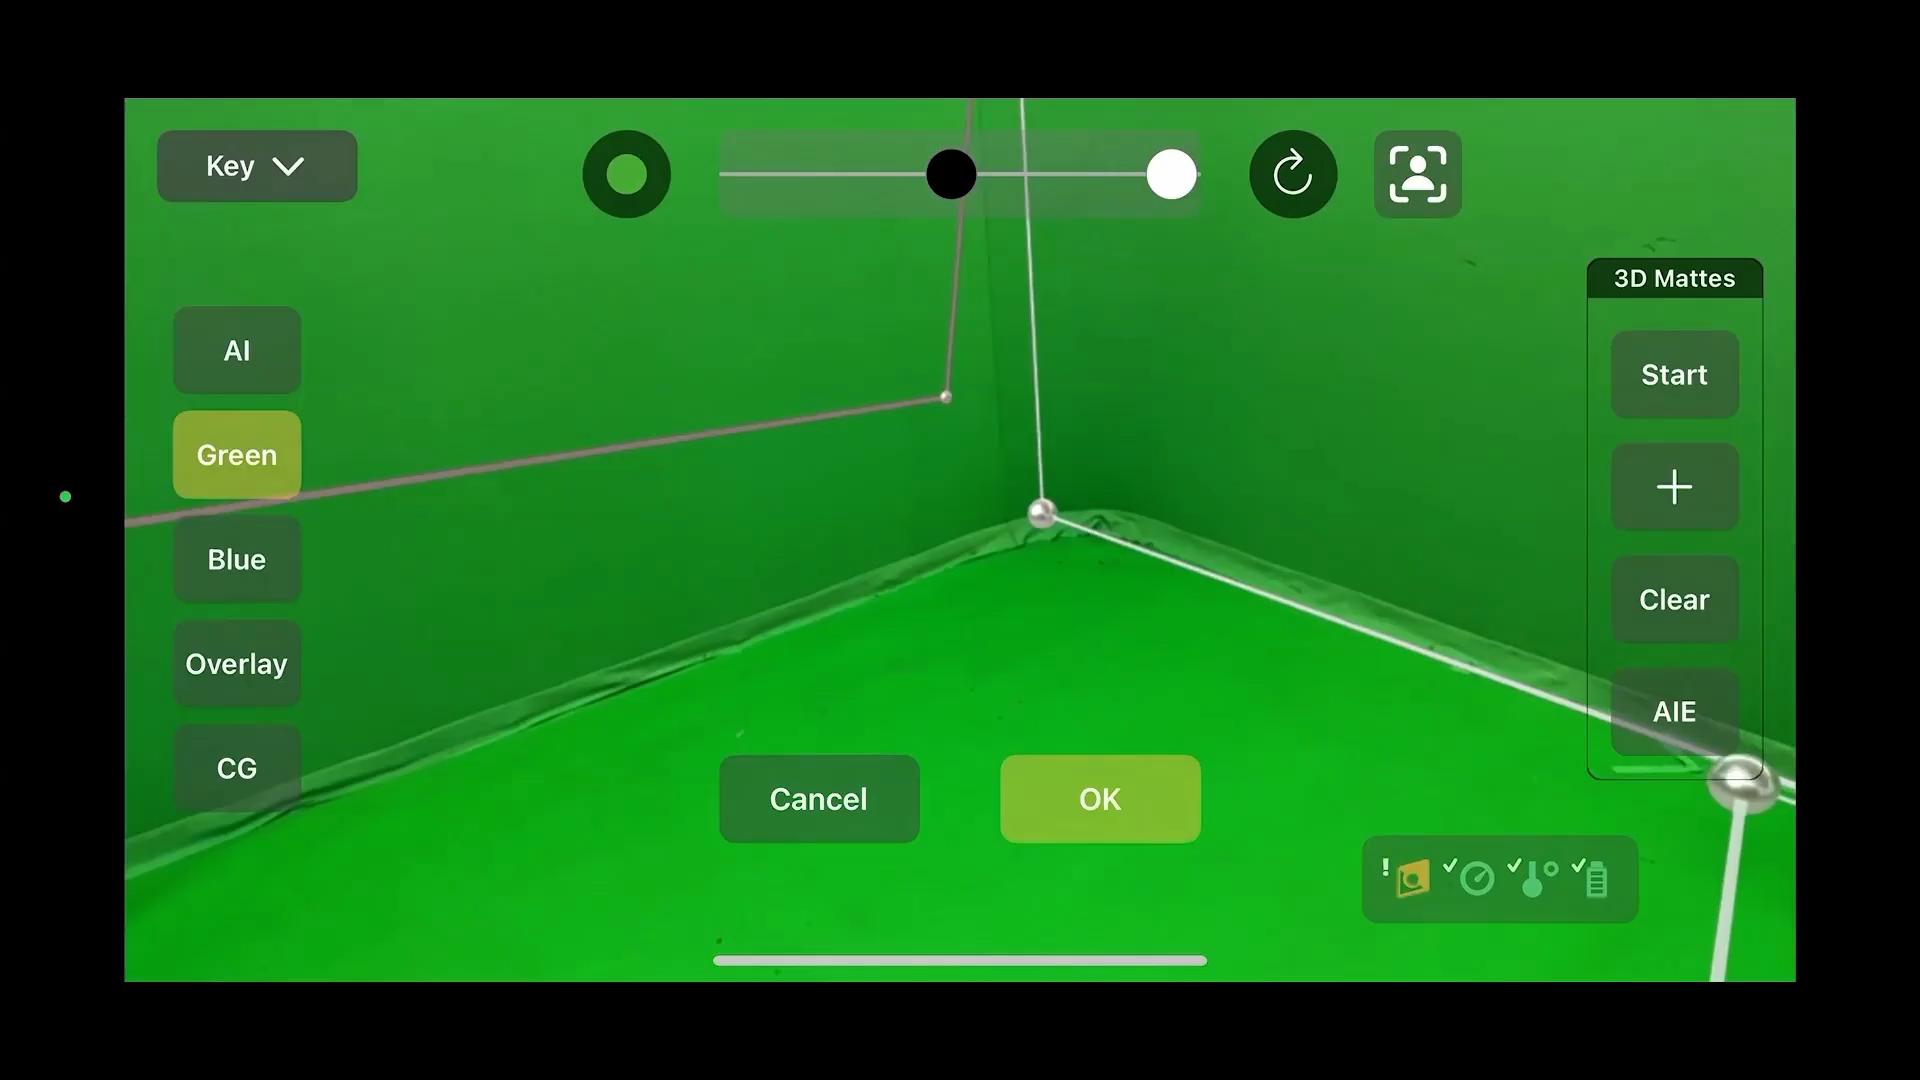 Key
3D Mattes
AI
Start
Green
+
Blue
Clear
Overlay
AIE
CG
Cancel
OK
!